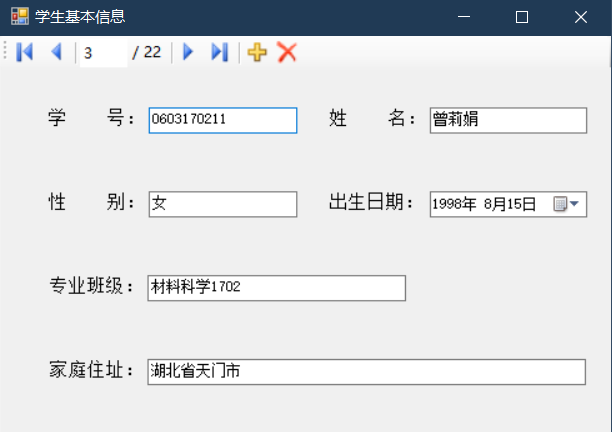 学生基本信息
3 / 22
学 号： 0603170211 姓 名： 曾莉娟
性 别： 女 出生日期： 1998年 8月15日
专业班级： 材料科学1702
家庭住址： 湖北省天门市